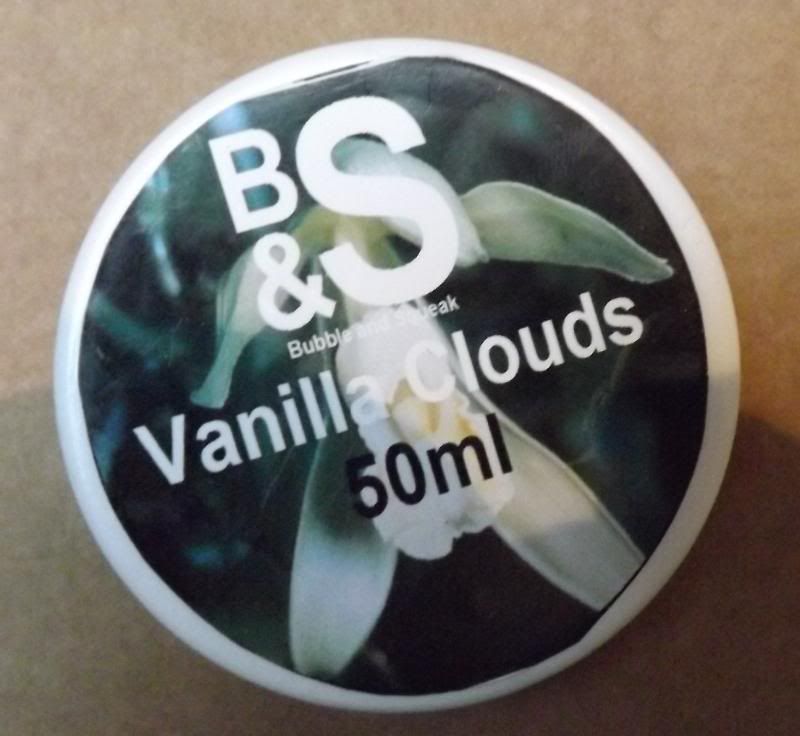 B
&S
Bubble and Squeak
Vanilla Clouds
50ml